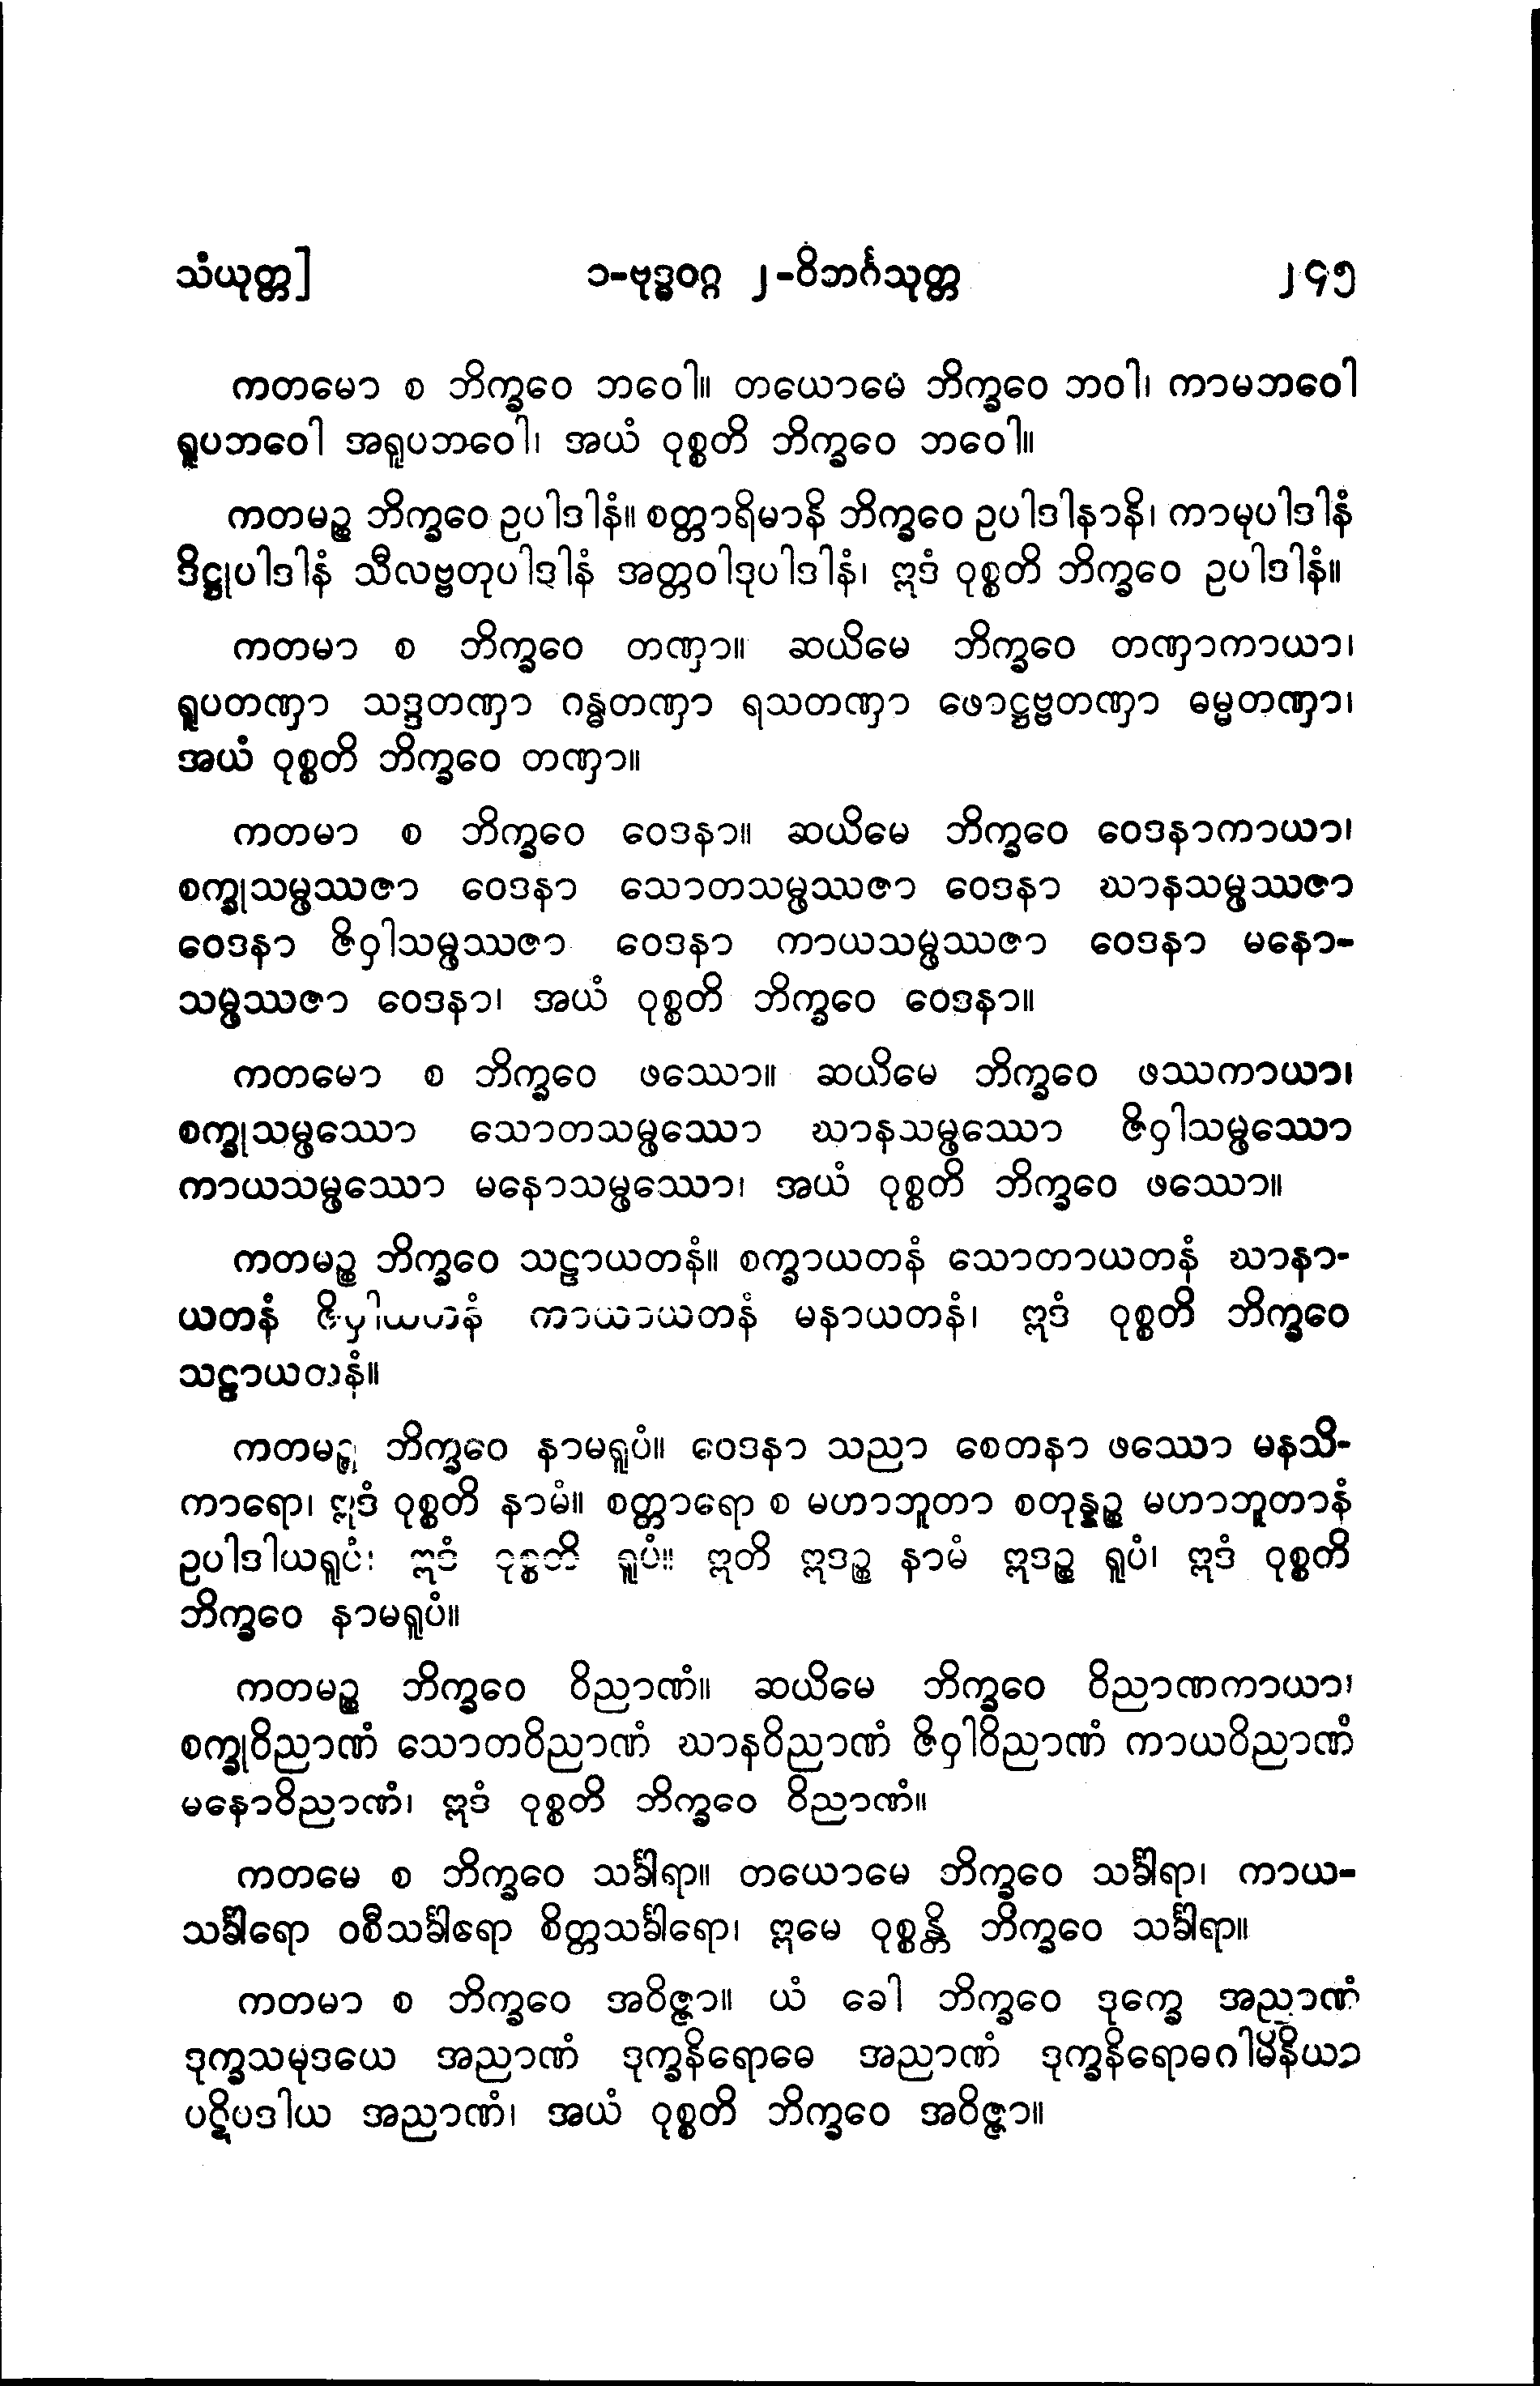 သံယုတ္တ] ၁-ဗုဒ္ဓဝဂ္ဂ ၂-ဝိဘင်္ဂသုတ္တ ၂၄၅
ကတမော စ ဘိက္ခဝေ ဘဝေါ။ တယောမေ ဘိက္ခဝေ ဘဝါ၊ ကာမဘဝေါ
ရူပဘဝေါ အရူပဘဝေါ၊ အယံ ဝုစ္စတိ ဘိက္ခဝေ ဘဝေါ။
ကတမဉ္စ ဘိက္ခဝေ ဥပါဒါနံ။ စတ္တာရိမာနိ ဘိက္ခဝေ ဥပါဒါနာနိ၊ ကာမုပါဒါနံ
ဒိဋ္ဌုပါဒါနံ သီလဗ္ဗတုပါဒါနံ အတ္တဝါဒုပါဒါနံ၊ ဣဒံ ဝုစ္စတိ ဘိက္ခဝေ ဥပါဒါနံ။
ကတမာ စ ဘိက္ခဝေ တဏှာ။ ဆယိမေ ဘိက္ခဝေ တဏှာကာယာ၊
ရူပတဏှာ သဒ္ဒတဏှာ ဂန္ဓတဏှာ ရသတဏှာ ဖောဋ္ဌဗ္ဗတဏှာ ဓမ္မတဏှာ၊
အယံ ဝုစ္စတိ ဘိက္ခဝေ တဏှာ။
ကတမာ စ ဘိက္ခဝေ ဝေဒနာ။ ဆယိမေ ဘိက္ခဝေ ဝေဒနာကာယာ၊
စက္ခုသမ္ဖဿဇာ ဝေဒနာ သောတသမ္ဖဿဇာ ဝေဒနာ ဃာနသမ္ဖဿဇာ
ဝေဒနာ ဇိဝှါသမ္ဖဿဇာ ဝေဒနာ ကာယသမ္ဖဿဇာ ဝေဒနာ မနော-
သမ္ဖဿဇာ ဝေဒနာ၊ အယံ ဝုစ္စတိ ဘိက္ခဝေ ဝေဒနာ။
ကတမော စ ဘိက္ခဝေ ဖဿော။ ဆယိမေ ဘိက္ခဝေ ဖဿကာယာ၊
စက္ခုသမ္ဖဿော သောတသမ္ဖဿော ဃာနသမ္ဖဿော ဇိဝှါသမ္ဖဿော
ကာယသမ္ဖဿော မနောသမ္ဖဿော၊ အယံ ဝုစ္စတိ ဘိက္ခဝေ ဖဿော။
ကတမဉ္စ ဘိက္ခဝေ သဠာယတနံ။ စက္ခာယတနံ သောတာယတနံ ဃာနာ-
ယတနံ ဇိဝှါယတနံ ကာယာယတနံ မနာယတနံ၊ ဣဒံ ဝုစ္စတိ ဘိက္ခဝေ
သဠာယတနံ။
ကတမဉ္စ ဘိက္ခဝေ နာမရူပံ။ ဝေဒနာ သညာ စေတနာ ဖဿော မနသိ-
ကာရော၊ ဣဒံ ဝုစ္စတိ နာမံ။ စတ္တာရော စ မဟာဘူတာ စတုန္နဉ္စ မဟာဘူတာနံ
ဥပါဒါယရူပံ၊ ဣဒံ ဝုစ္စတိ ရူပံ။ ဣတိ ဣဒဉ္စ နာမံ ဣဒဉ္စ ရူပံ၊ ဣဒံ ဝုစ္စတိ
ဘိက္ခဝေ နာမရူပံ။
ကတမဉ္စ ဘိက္ခဝေ ဝိညာဏံ။ ဆယိမေ ဘိက္ခဝေ ဝိညာဏကာယာ၊
စက္ခုဝိညာဏံ သောတဝိညာဏံ ဃာနဝိညာဏံ ဇိဝှါဝိညာဏံ ကာယဝိညာဏံ
မနောဝိညာဏံ၊ ဣဒံ ဝုစ္စတိ ဘိက္ခဝေ ဝိညာဏံ။
ကတမေ စ ဘိက္ခဝေ သင်္ခါရာ။ တယောမေ ဘိက္ခဝေ သင်္ခါရာ၊ ကာယ-
သင်္ခါရော ဝစီသင်္ခါရော စိတ္တသင်္ခါရော၊ ဣမေ ဝုစ္စန္တိ ဘိက္ခဝေ သင်္ခါရာ။
ကတမာ စ ဘိက္ခဝေ အဝိဇ္ဇာ။ ယံ ခေါ ဘိက္ခဝေ ဒုက္ခေ အညာဏံ
ဒုက္ခသမုဒယေ အညာဏံ ဒုက္ခနိရောဓေ အညာဏံ ဒုက္ခနိရောဓဂါမိနိယာ
ပဋိပဒါယ အညာဏံ၊ အယံ ဝုစ္စတိ ဘိက္ခဝေ အဝိဇ္ဇာ။